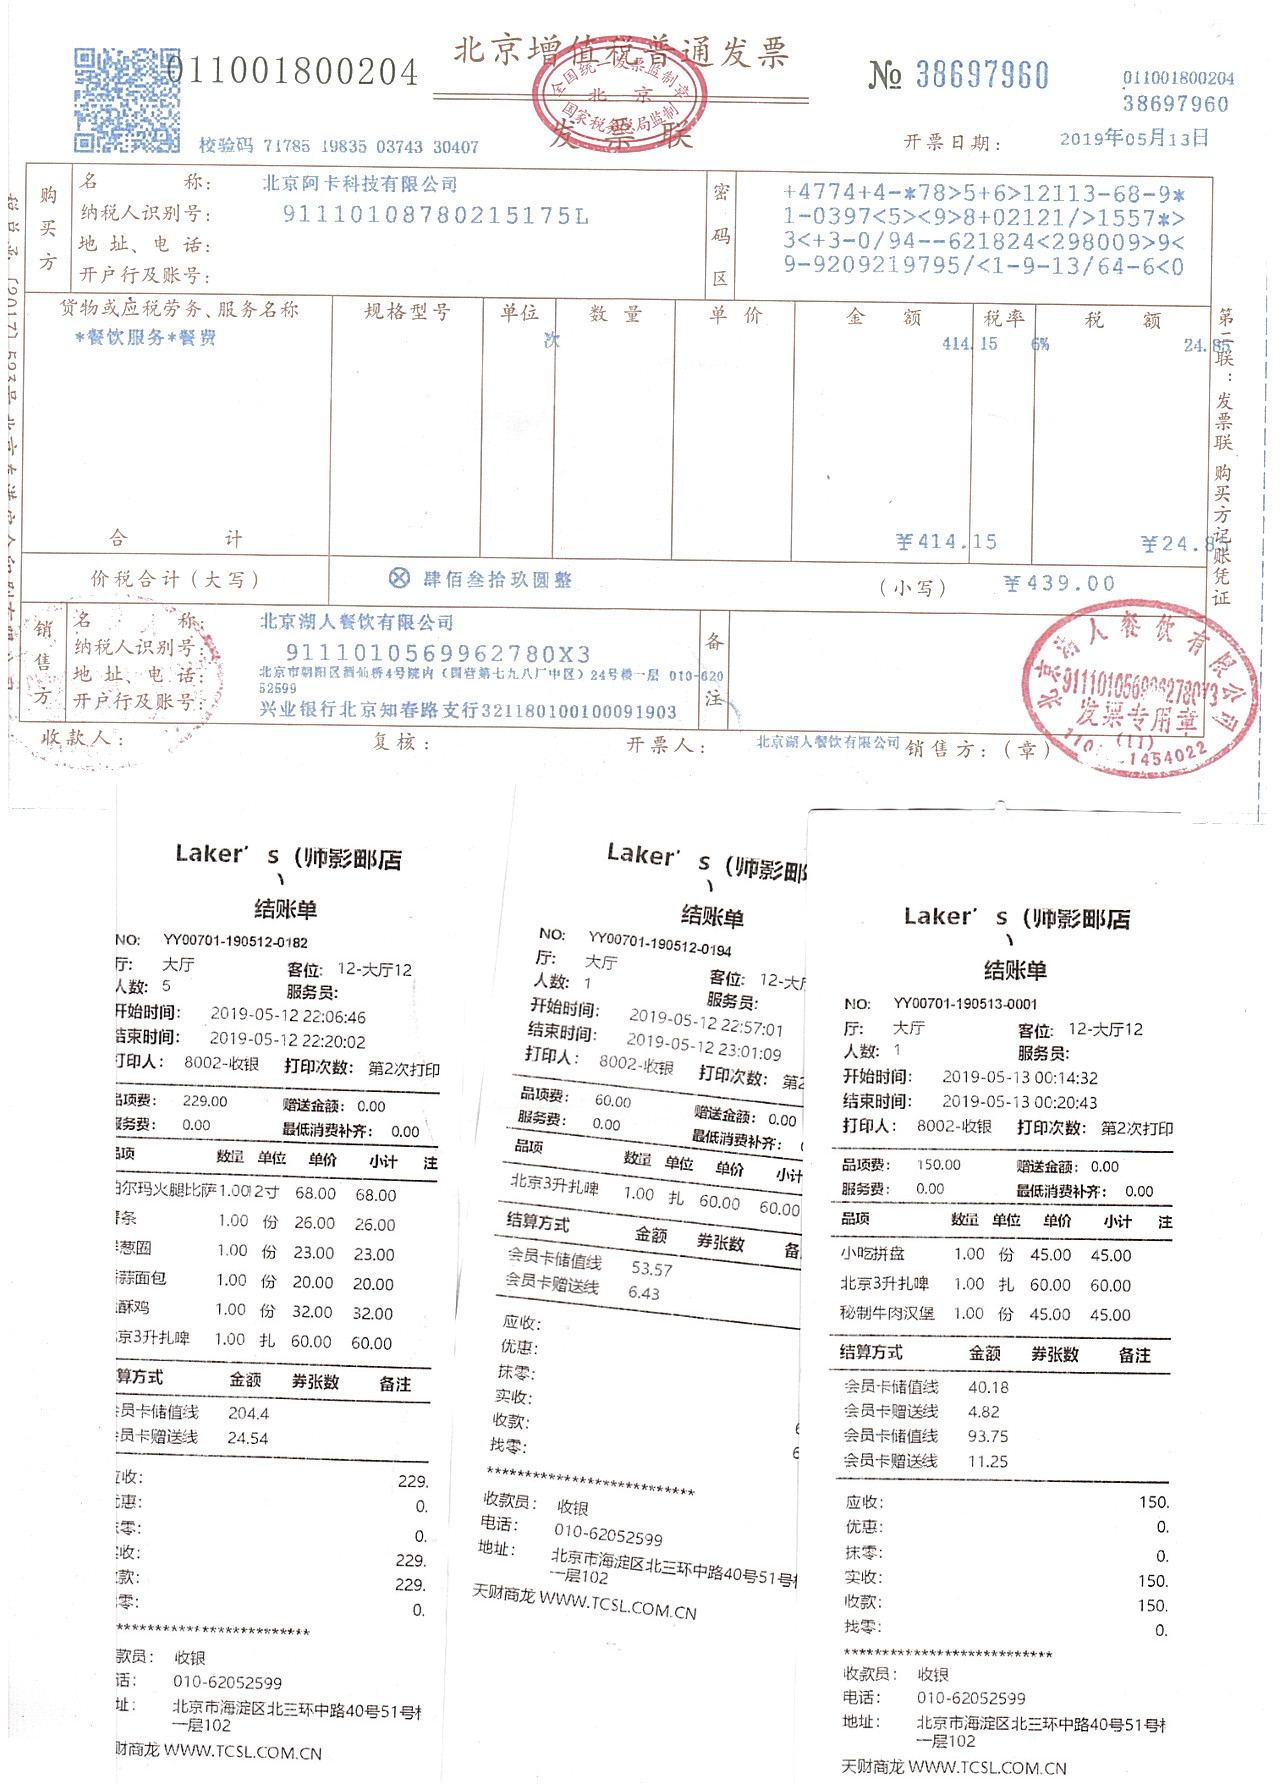 北京增值税普通发票
011001800204
№ 38697960
011001800204
38697960
全国统一发票监制章
北京
国家税务总局监制
发票联
校验码 71785 19835 03743 30407
开票日期: 2019年05月13日
购买方
名称: 北京阿卡科技有限公司
纳税人识别号: 91110108780215175L
地址、电话:
开户行及账号:
密码区
+4774+4-*78>5+6>12113-68-9*
1-0397<5><9>8+02121/>1557*>
3<+3-0/94--621824<298009>9<
9-9209219795/<1-9-13/64-6<0
货物或应税劳务、服务名称 规格型号 单位 数量 单价 金额 税率 税额
*餐饮服务*餐费 次 414.15 6% 24.85
合计 ¥414.15 ¥24.85
价税合计(大写) ⊗ 肆佰叁拾玖圆整 (小写) ¥439.00
销售方
名称: 北京湖人餐饮有限公司
纳税人识别号: 9111010569962780X3
地址、电话: 北京市朝阳区酒仙桥4号院内(国营第七九八厂中区)24号楼一层 010-620
52599
开户行及账号: 兴业银行北京知春路支行321180100100091903
备注
收款人: 复核: 开票人: 北京湖人餐饮有限公司 销售方:(章)
第二联:发票联 购买方记账凭证
北京湖人餐饮有限公司
发票专用章
(11)
Laker's(师影邮店
)
结账单
NO: YY00701-190512-0182
厅: 大厅 客位: 12-大厅12
人数: 5 服务员:
开始时间: 2019-05-12 22:06:46
结束时间: 2019-05-12 22:20:02
打印人: 8002-收银 打印次数: 第2次打印
品项费: 229.00 赠送金额: 0.00
服务费: 0.00 最低消费补齐: 0.00
品项 数量 单位 单价 小计 注
帕尔玛火腿比萨 1.00 12寸 68.00 68.00
条 1.00 份 26.00 26.00
葱圈 1.00 份 23.00 23.00
蒜面包 1.00 份 20.00 20.00
酥鸡 1.00 份 32.00 32.00
京3升扎啤 1.00 扎 60.00 60.00
算方式 金额 券张数 备注
会员卡储值线 204.4
会员卡赠送线 24.54
应收: 229.
优惠: 0.
抹零: 0.
实收: 229.
款: 229.
零: 0.
*************************
款员: 收银
话: 010-62052599
址: 北京市海淀区北三环中路40号51号
一层102
财商龙 WWW.TCSL.COM.CN
Laker's(师影邮
)
结账单
NO: YY00701-190512-0194
厅: 大厅 客位: 12-大厅
人数: 1 服务员:
开始时间: 2019-05-12 22:57:01
结束时间: 2019-05-12 23:01:09
打印人: 8002-收银 打印次数: 第2
品项费: 60.00 赠送金额: 0.00
服务费: 0.00 最低消费补齐:
品项 数量 单位 单价 小计
北京3升扎啤 1.00 扎 60.00 60.00
结算方式 金额 券张数 备
会员卡储值线 53.57
会员卡赠送线 6.43
应收:
优惠:
抹零:
实收:
收款: 6
找零: 6
***************************
收款员: 收银
电话: 010-62052599
地址: 北京市海淀区北三环中路40号51号
一层102
天财商龙 WWW.TCSL.COM.CN
Laker's(师影邮店
)
结账单
NO: YY00701-190513-0001
厅: 大厅 客位: 12-大厅12
人数: 1 服务员:
开始时间: 2019-05-13 00:14:32
结束时间: 2019-05-13 00:20:43
打印人: 8002-收银 打印次数: 第2次打印
品项费: 150.00 赠送金额: 0.00
服务费: 0.00 最低消费补齐: 0.00
品项 数量 单位 单价 小计 注
小吃拼盘 1.00 份 45.00 45.00
北京3升扎啤 1.00 扎 60.00 60.00
秘制牛肉汉堡 1.00 份 45.00 45.00
结算方式 金额 券张数 备注
会员卡储值线 40.18
会员卡赠送线 4.82
会员卡储值线 93.75
会员卡赠送线 11.25
应收: 150.
优惠: 0.
抹零: 0.
实收: 150.
收款: 150.
找零: 0.
***************************
收款员: 收银
电话: 010-62052599
地址: 北京市海淀区北三环中路40号51号
一层102
天财商龙 WWW.TCSL.COM.CN